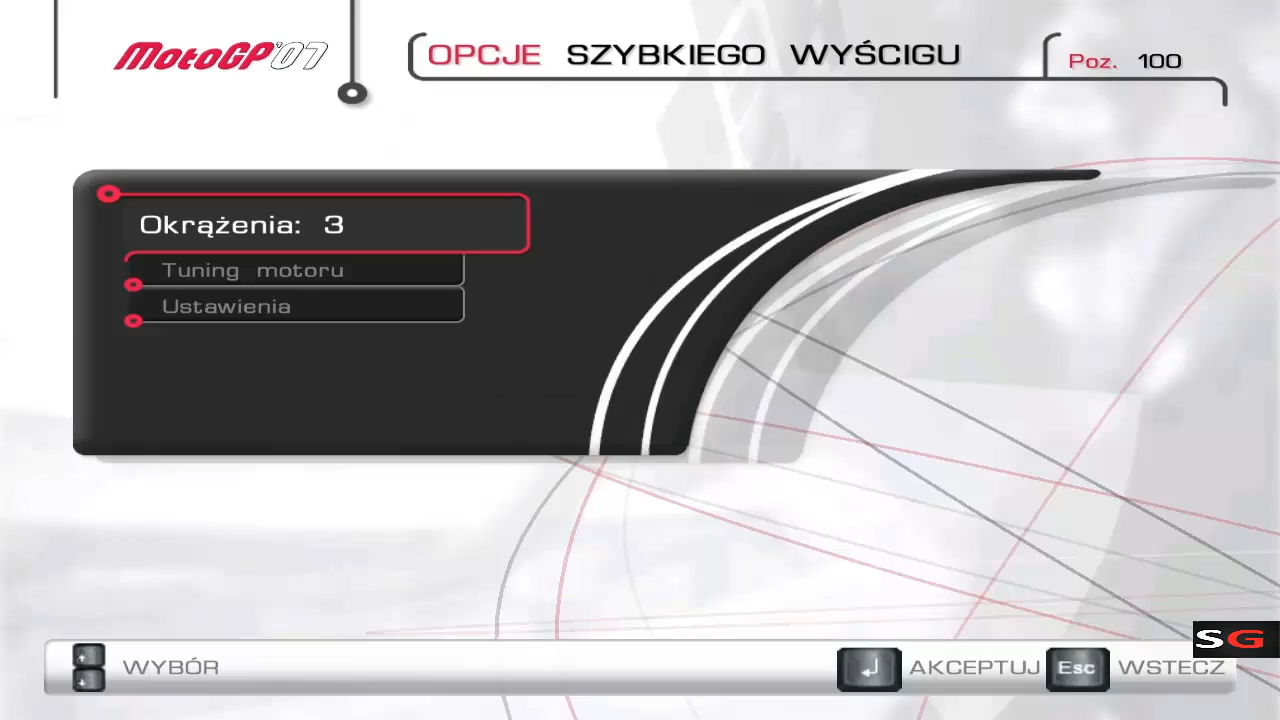 MotoGP'07
OPCJE SZYBKIEGO WYŚCIGU
Poz. 100
Okrążenia: 3
Tuning motoru
Ustawienia
WYBÓR
AKCEPTUJ
Esc WSTECZ
SG